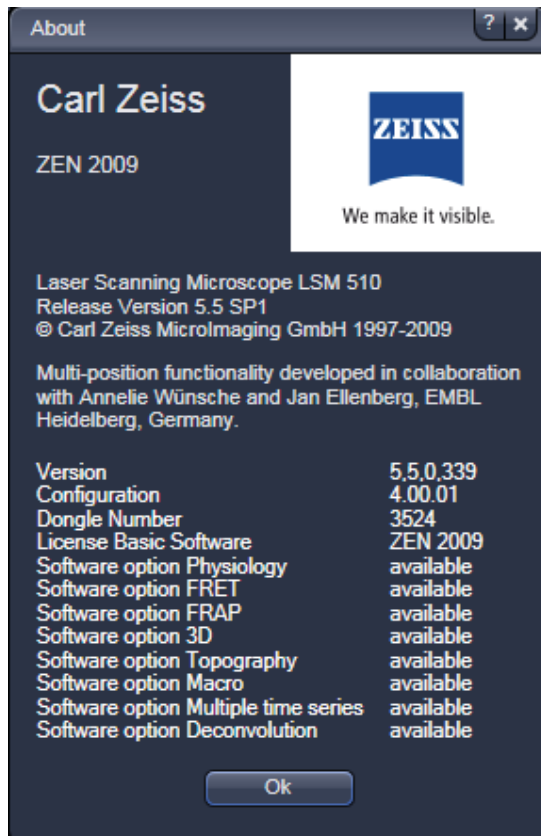 About
? ×
Carl Zeiss
ZEN 2009
ZEISS
We make it visible.
Laser Scanning Microscope LSM 510
Release Version 5.5 SP1
© Carl Zeiss MicroImaging GmbH 1997-2009
Multi-position functionality developed in collaboration
with Annelie Wünsche and Jan Ellenberg, EMBL
Heidelberg, Germany.
Version 5,5,0,339
Configuration 4.00.01
Dongle Number 3524
License Basic Software ZEN 2009
Software option Physiology available
Software option FRET available
Software option FRAP available
Software option 3D available
Software option Topography available
Software option Macro available
Software option Multiple time series available
Software option Deconvolution available
Ok